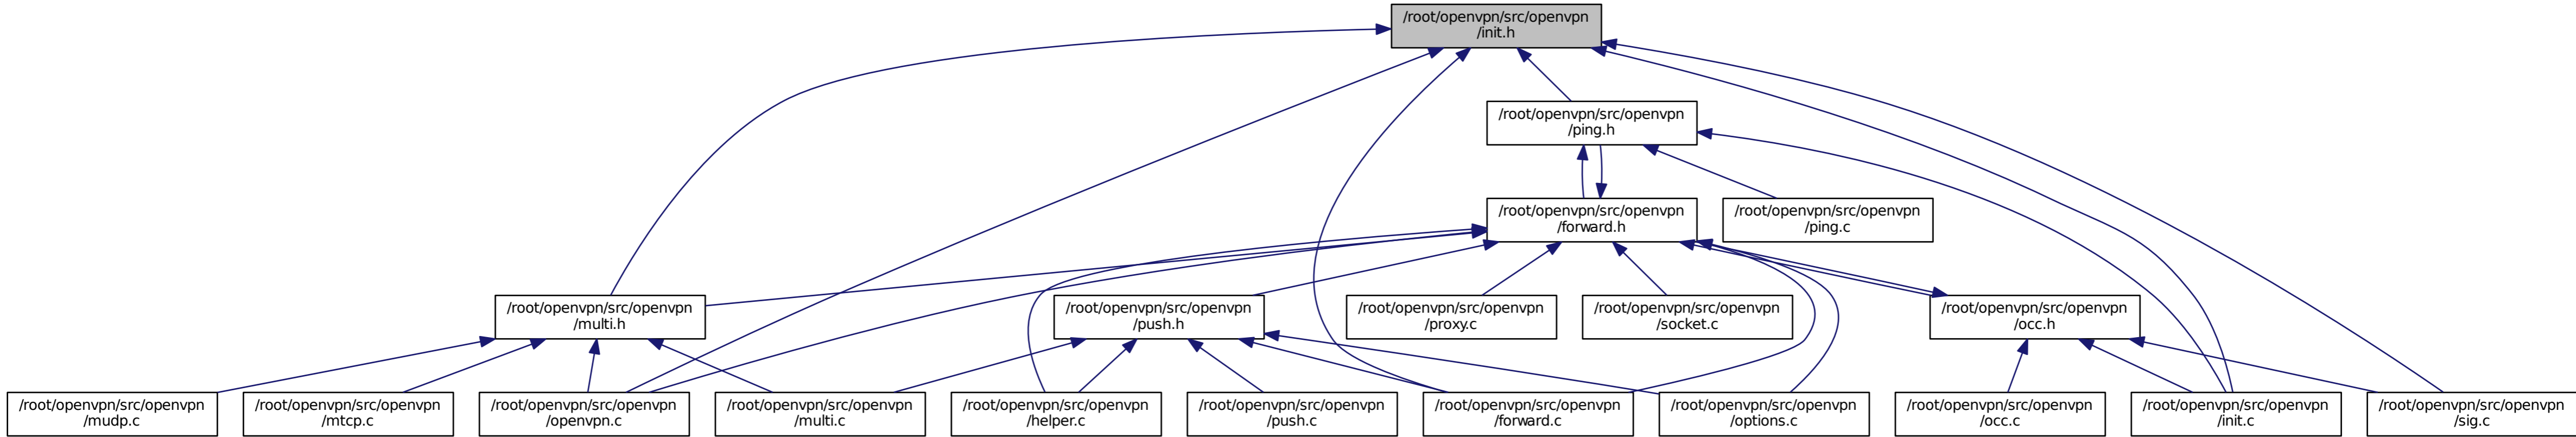 /root/openvpn/src/openvpn
/init.h
/root/openvpn/src/openvpn
/ping.h
/root/openvpn/src/openvpn
/forward.h
/root/openvpn/src/openvpn
/ping.c
/root/openvpn/src/openvpn
/multi.h
/root/openvpn/src/openvpn
/push.h
/root/openvpn/src/openvpn
/proxy.c
/root/openvpn/src/openvpn
/socket.c
/root/openvpn/src/openvpn
/occ.h
/root/openvpn/src/openvpn
/mudp.c
/root/openvpn/src/openvpn
/mtcp.c
/root/openvpn/src/openvpn
/openvpn.c
/root/openvpn/src/openvpn
/multi.c
/root/openvpn/src/openvpn
/helper.c
/root/openvpn/src/openvpn
/push.c
/root/openvpn/src/openvpn
/forward.c
/root/openvpn/src/openvpn
/options.c
/root/openvpn/src/openvpn
/occ.c
/root/openvpn/src/openvpn
/init.c
/root/openvpn/src/openvpn
/sig.c